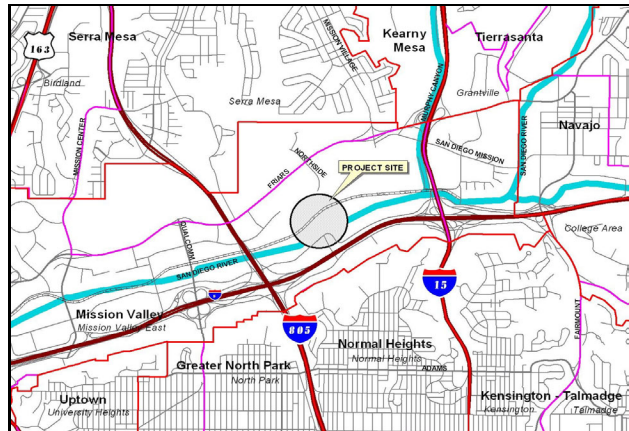 Serra Mesa
163
Birdland
MISSION CENTER
Serra Mesa
MISSION VILLAGE
Kearny
Mesa
Tierrasanta
Grantville
MURPHY CANYON
SAN DIEGO MISSION
SAN DIEGO RIVER
Navajo
NORTHSIDE
FRIARS
PROJECT SITE
College Area
QUALCOMM
SAN DIEGO RIVER
Mission Valley
Mission Valley East
8
805
15
FAIRMOUNT
Normal Heights
Normal Heights
ADAMS
Greater North Park
North Park
Uptown
University Heights
Kensington - Talmadge
Kensington
Talmadge